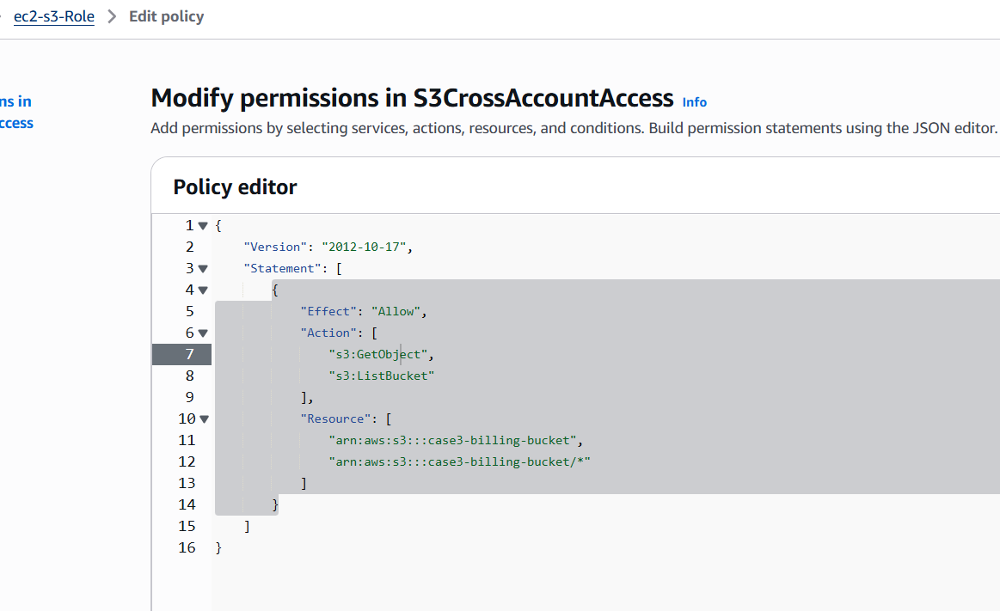 ec2-s3-Role > Edit policy
ns in
ccess
Modify permissions in S3CrossAccountAccess Info
Add permissions by selecting services, actions, resources, and conditions. Build permission statements using the JSON editor.
Policy editor
1 {
2 "Version": "2012-10-17",
3 "Statement": [
4 {
5 "Effect": "Allow",
6 "Action": [
7 "s3:GetObject",
8 "s3:ListBucket"
9 ],
10 "Resource": [
11 "arn:aws:s3:::case3-billing-bucket",
12 "arn:aws:s3:::case3-billing-bucket/*"
13 ]
14 }
15 ]
16 }